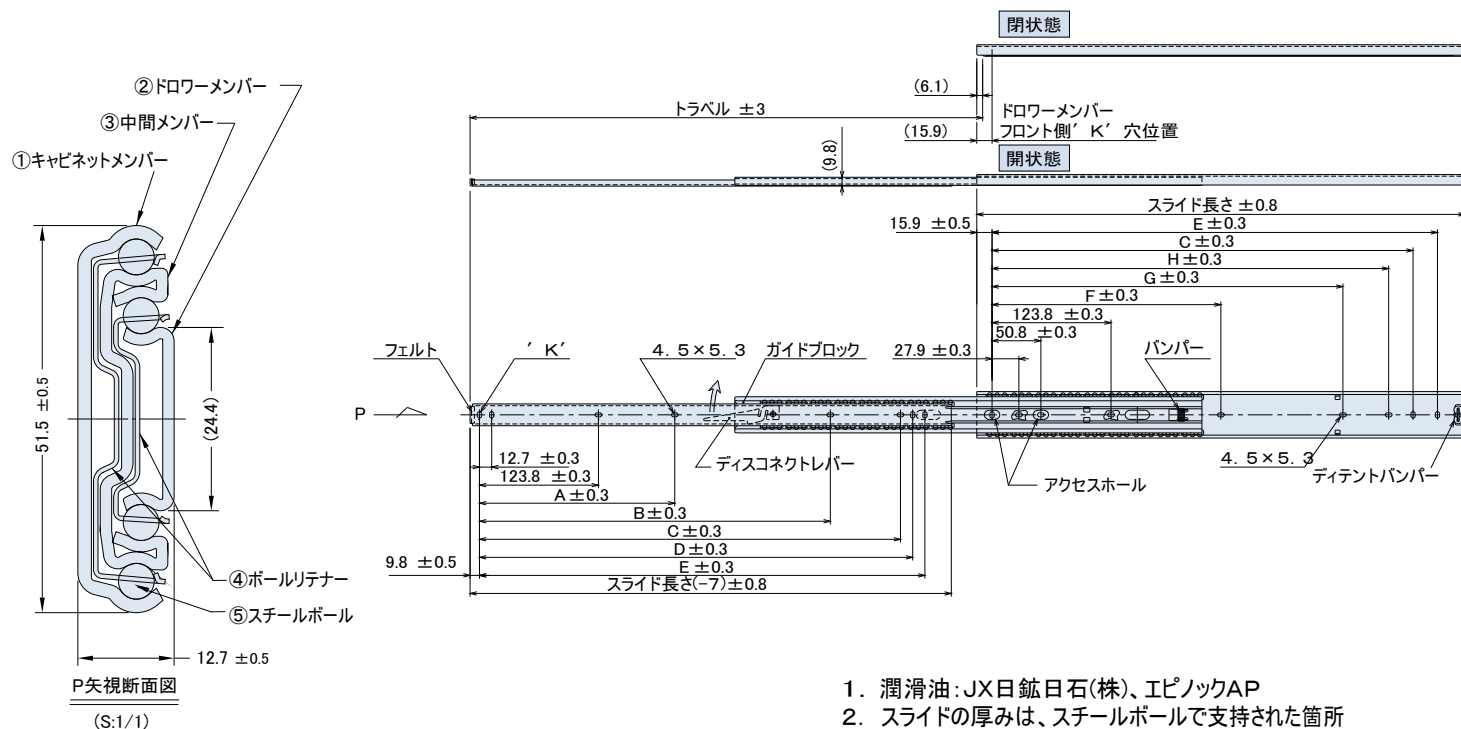 閉状態
(6.1)
トラベル ±3
ドロワーメンバー
フロント側′K′穴位置
(15.9)
開状態
(9.8)
スライド長さ ±0.8
15.9 ±0.5
E±0.3
C±0.3
H±0.3
G±0.3
F±0.3
123.8 ±0.3
50.8 ±0.3
27.9 ±0.3
バンパー
②ドロワーメンバー
③中間メンバー
①キャビネットメンバー
51.5 ±0.5
(24.4)
④ボールリテナー
⑤スチールボール
12.7 ±0.5
P矢視断面図
(S:1/1)
フェルト
′K′
4.5×5.3
ガイドブロック
P
ディスコネクトレバー
アクセスホール
4.5×5.3
ディテントバンパー
12.7 ±0.3
123.8 ±0.3
A±0.3
B±0.3
C±0.3
D±0.3
E±0.3
9.8 ±0.5
スライド長さ(-7)±0.8
1. 潤滑油:JX日鉱日石(株)、エピノックAP
2. スライドの厚みは、スチールボールで支持された箇所